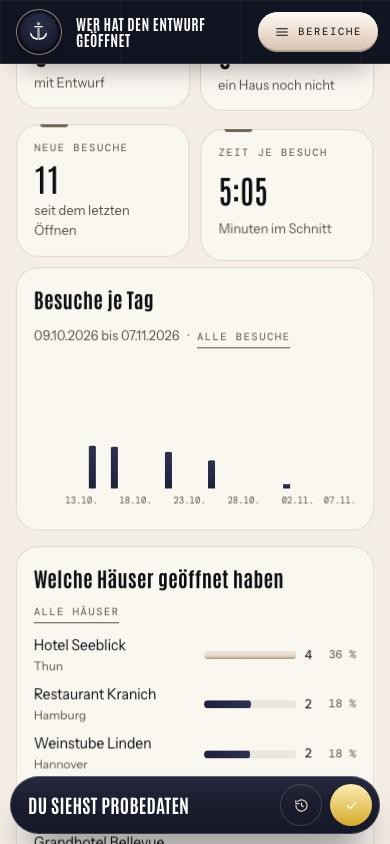 WER HAT DEN ENTWURF
GEÖFFNET
BEREICHE
mit Entwurf
ein Haus noch nicht
NEUE BESUCHE
11
seit dem letzten
Öffnen
ZEIT JE BESUCH
5:05
Minuten im Schnitt
Besuche je Tag
09.10.2026 bis 07.11.2026 · ALLE BESUCHE
13.10. 18.10. 23.10. 28.10. 02.11. 07.11.
Welche Häuser geöffnet haben
ALLE HÄUSER
Hotel Seeblick
Thun
4 36 %
Restaurant Kranich
Hamburg
2 18 %
Weinstube Linden
Hannover
2 18 %
DU SIEHST PROBEDATEN
Grandhotel Bellevue